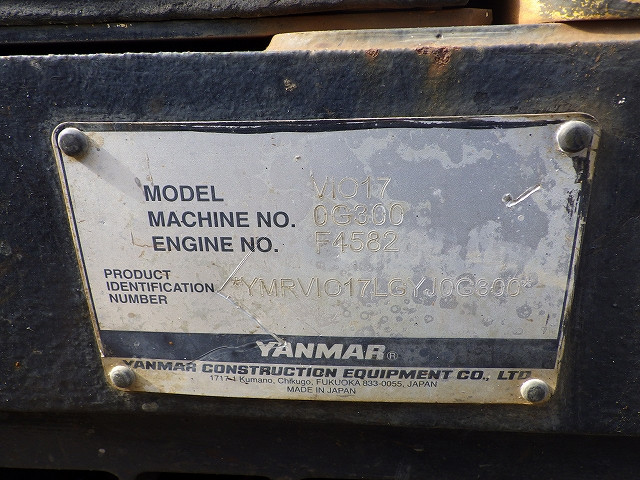 MODEL VIO17
MACHINE NO. 0G300
ENGINE NO. F4582
PRODUCT
IDENTIFICATION *YMRVIO17LGYJ0G300*
NUMBER
YANMAR®
YANMAR CONSTRUCTION EQUIPMENT CO., LTD
1717-1 Kumano, Chikugo, FUKUOKA 833-0055, JAPAN
MADE IN JAPAN